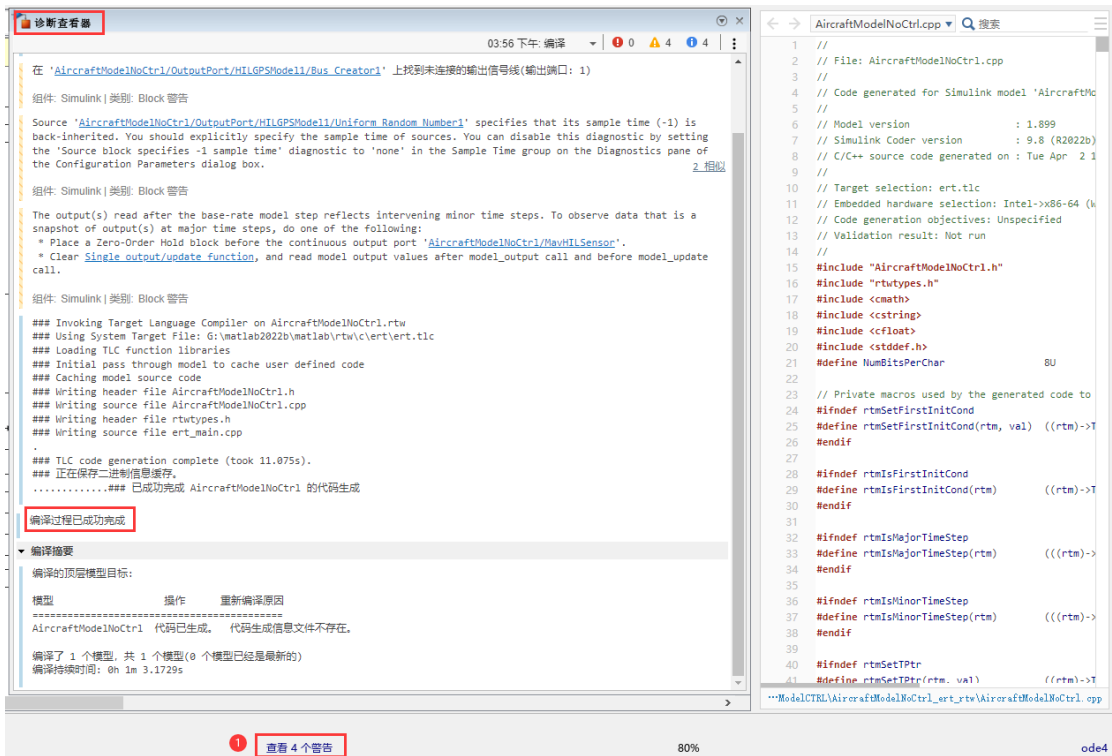 诊断查看器
03:56 下午: 编译 0 4 4
在 'AircraftModelNoCtrl/OutputPort/HILGPSModel1/Bus Creator1' 上找到未连接的输出信号线(输出端口: 1)
组件: Simulink | 类别: Block 警告
Source 'AircraftModelNoCtrl/OutputPort/HILGPSModel1/Uniform Random Number1' specifies that its sample time (-1) is
back-inherited. You should explicitly specify the sample time of sources. You can disable this diagnostic by setting
the 'Source block specifies -1 sample time' diagnostic to 'none' in the Sample Time group on the Diagnostics pane of
the Configuration Parameters dialog box.
2 相似
组件: Simulink | 类别: Block 警告
The output(s) read after the base-rate model step reflects intervening minor time steps. To observe data that is a
snapshot of output(s) at major time steps, do one of the following:
* Place a Zero-Order Hold block before the continuous output port 'AircraftModelNoCtrl/MavHILSensor'.
* Clear Single output/update function, and read model output values after model_output call and before model_update
call.
组件: Simulink | 类别: Block 警告
### Invoking Target Language Compiler on AircraftModelNoCtrl.rtw
### Using System Target File: G:\matlab2022b\matlab\rtw\c\ert\ert.tlc
### Loading TLC function libraries
### Initial pass through model to cache user defined code
### Caching model source code
### Writing header file AircraftModelNoCtrl.h
### Writing source file AircraftModelNoCtrl.cpp
### Writing header file rtwtypes.h
### Writing source file ert_main.cpp
.
### TLC code generation complete (took 11.075s).
### 正在保存二进制信息缓存。
.............### 已成功完成 AircraftModelNoCtrl 的代码生成
编译过程已成功完成
编译摘要
编译的顶层模型目标:
模型 操作 重新编译原因
===========================================
AircraftModelNoCtrl 代码已生成。 代码生成信息文件不存在。
编译了 1 个模型, 共 1 个模型(0 个模型已经是最新的)
编译持续时间: 0h 1m 3.1729s
AircraftModelNoCtrl.cpp 搜索
1 //
2 // File: AircraftModelNoCtrl.cpp
3 //
4 // Code generated for Simulink model 'AircraftMo
5 //
6 // Model version : 1.899
7 // Simulink Coder version : 9.8 (R2022b)
8 // C/C++ source code generated on : Tue Apr 2 1
9 //
10 // Target selection: ert.tlc
11 // Embedded hardware selection: Intel->x86-64 (W
12 // Code generation objectives: Unspecified
13 // Validation result: Not run
14 //
15 #include "AircraftModelNoCtrl.h"
16 #include "rtwtypes.h"
17 #include <cmath>
18 #include <cstring>
19 #include <cfloat>
20 #include <stddef.h>
21 #define NumBitsPerChar 8U
22
23 // Private macros used by the generated code to
24 #ifndef rtmSetFirstInitCond
25 #define rtmSetFirstInitCond(rtm, val) ((rtm)->T
26 #endif
27
28 #ifndef rtmIsFirstInitCond
29 #define rtmIsFirstInitCond(rtm) ((rtm)->T
30 #endif
31
32 #ifndef rtmIsMajorTimeStep
33 #define rtmIsMajorTimeStep(rtm) (((rtm)->
34 #endif
35
36 #ifndef rtmIsMinorTimeStep
37 #define rtmIsMinorTimeStep(rtm) (((rtm)->
38 #endif
39
40 #ifndef rtmSetTPtr
41 #define rtmSetTPtr(rtm, val) ((rtm)->T
···ModelCTRL\AircraftModelNoCtrl_ert_rtw\AircraftModelNoCtrl.cpp
1 查看 4 个警告 80% ode4